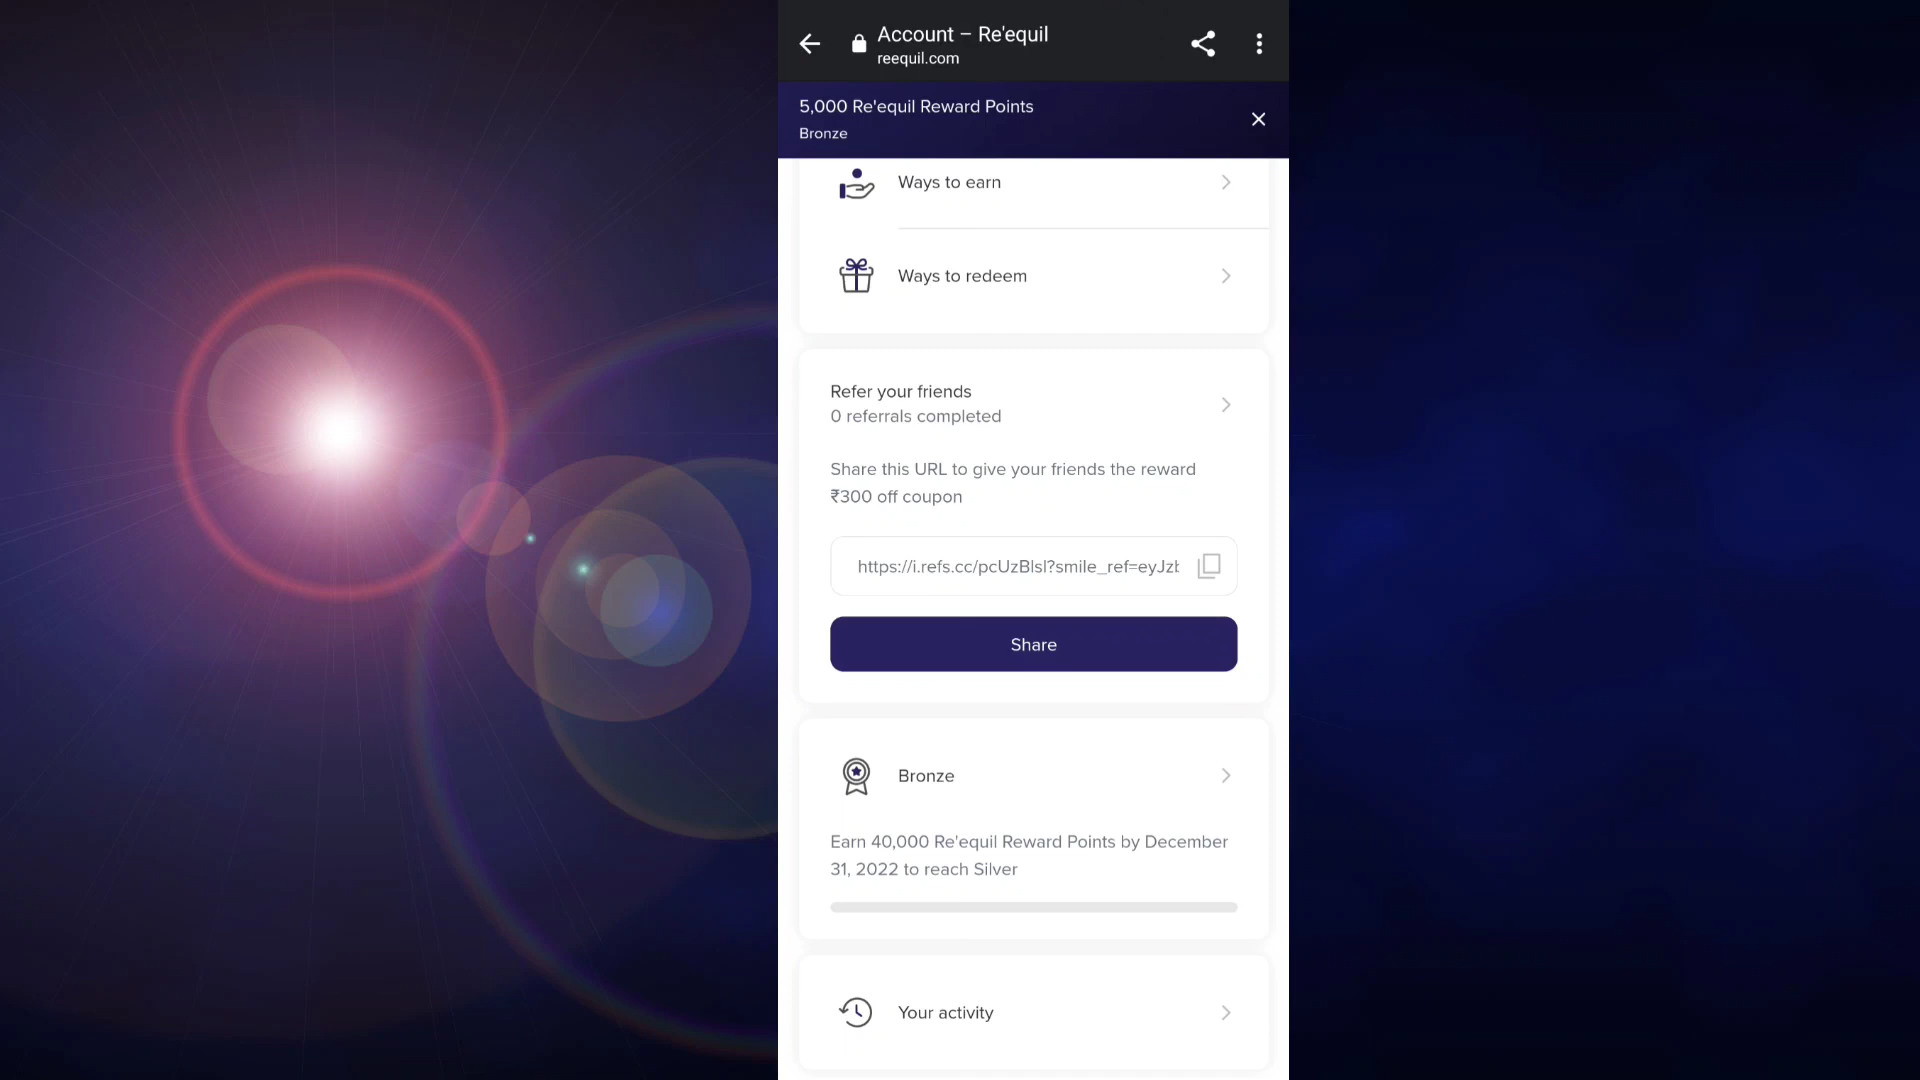 Account – Re'equil
reequil.com
5,000 Re'equil Reward Points
Bronze
Ways to earn
Ways to redeem
Refer your friends
0 referrals completed
Share this URL to give your friends the reward
₹300 off coupon
https://i.refs.cc/pcUzBlsl?smile_ref=eyJzt
Share
Bronze
Earn 40,000 Re'equil Reward Points by December
31, 2022 to reach Silver
Your activity